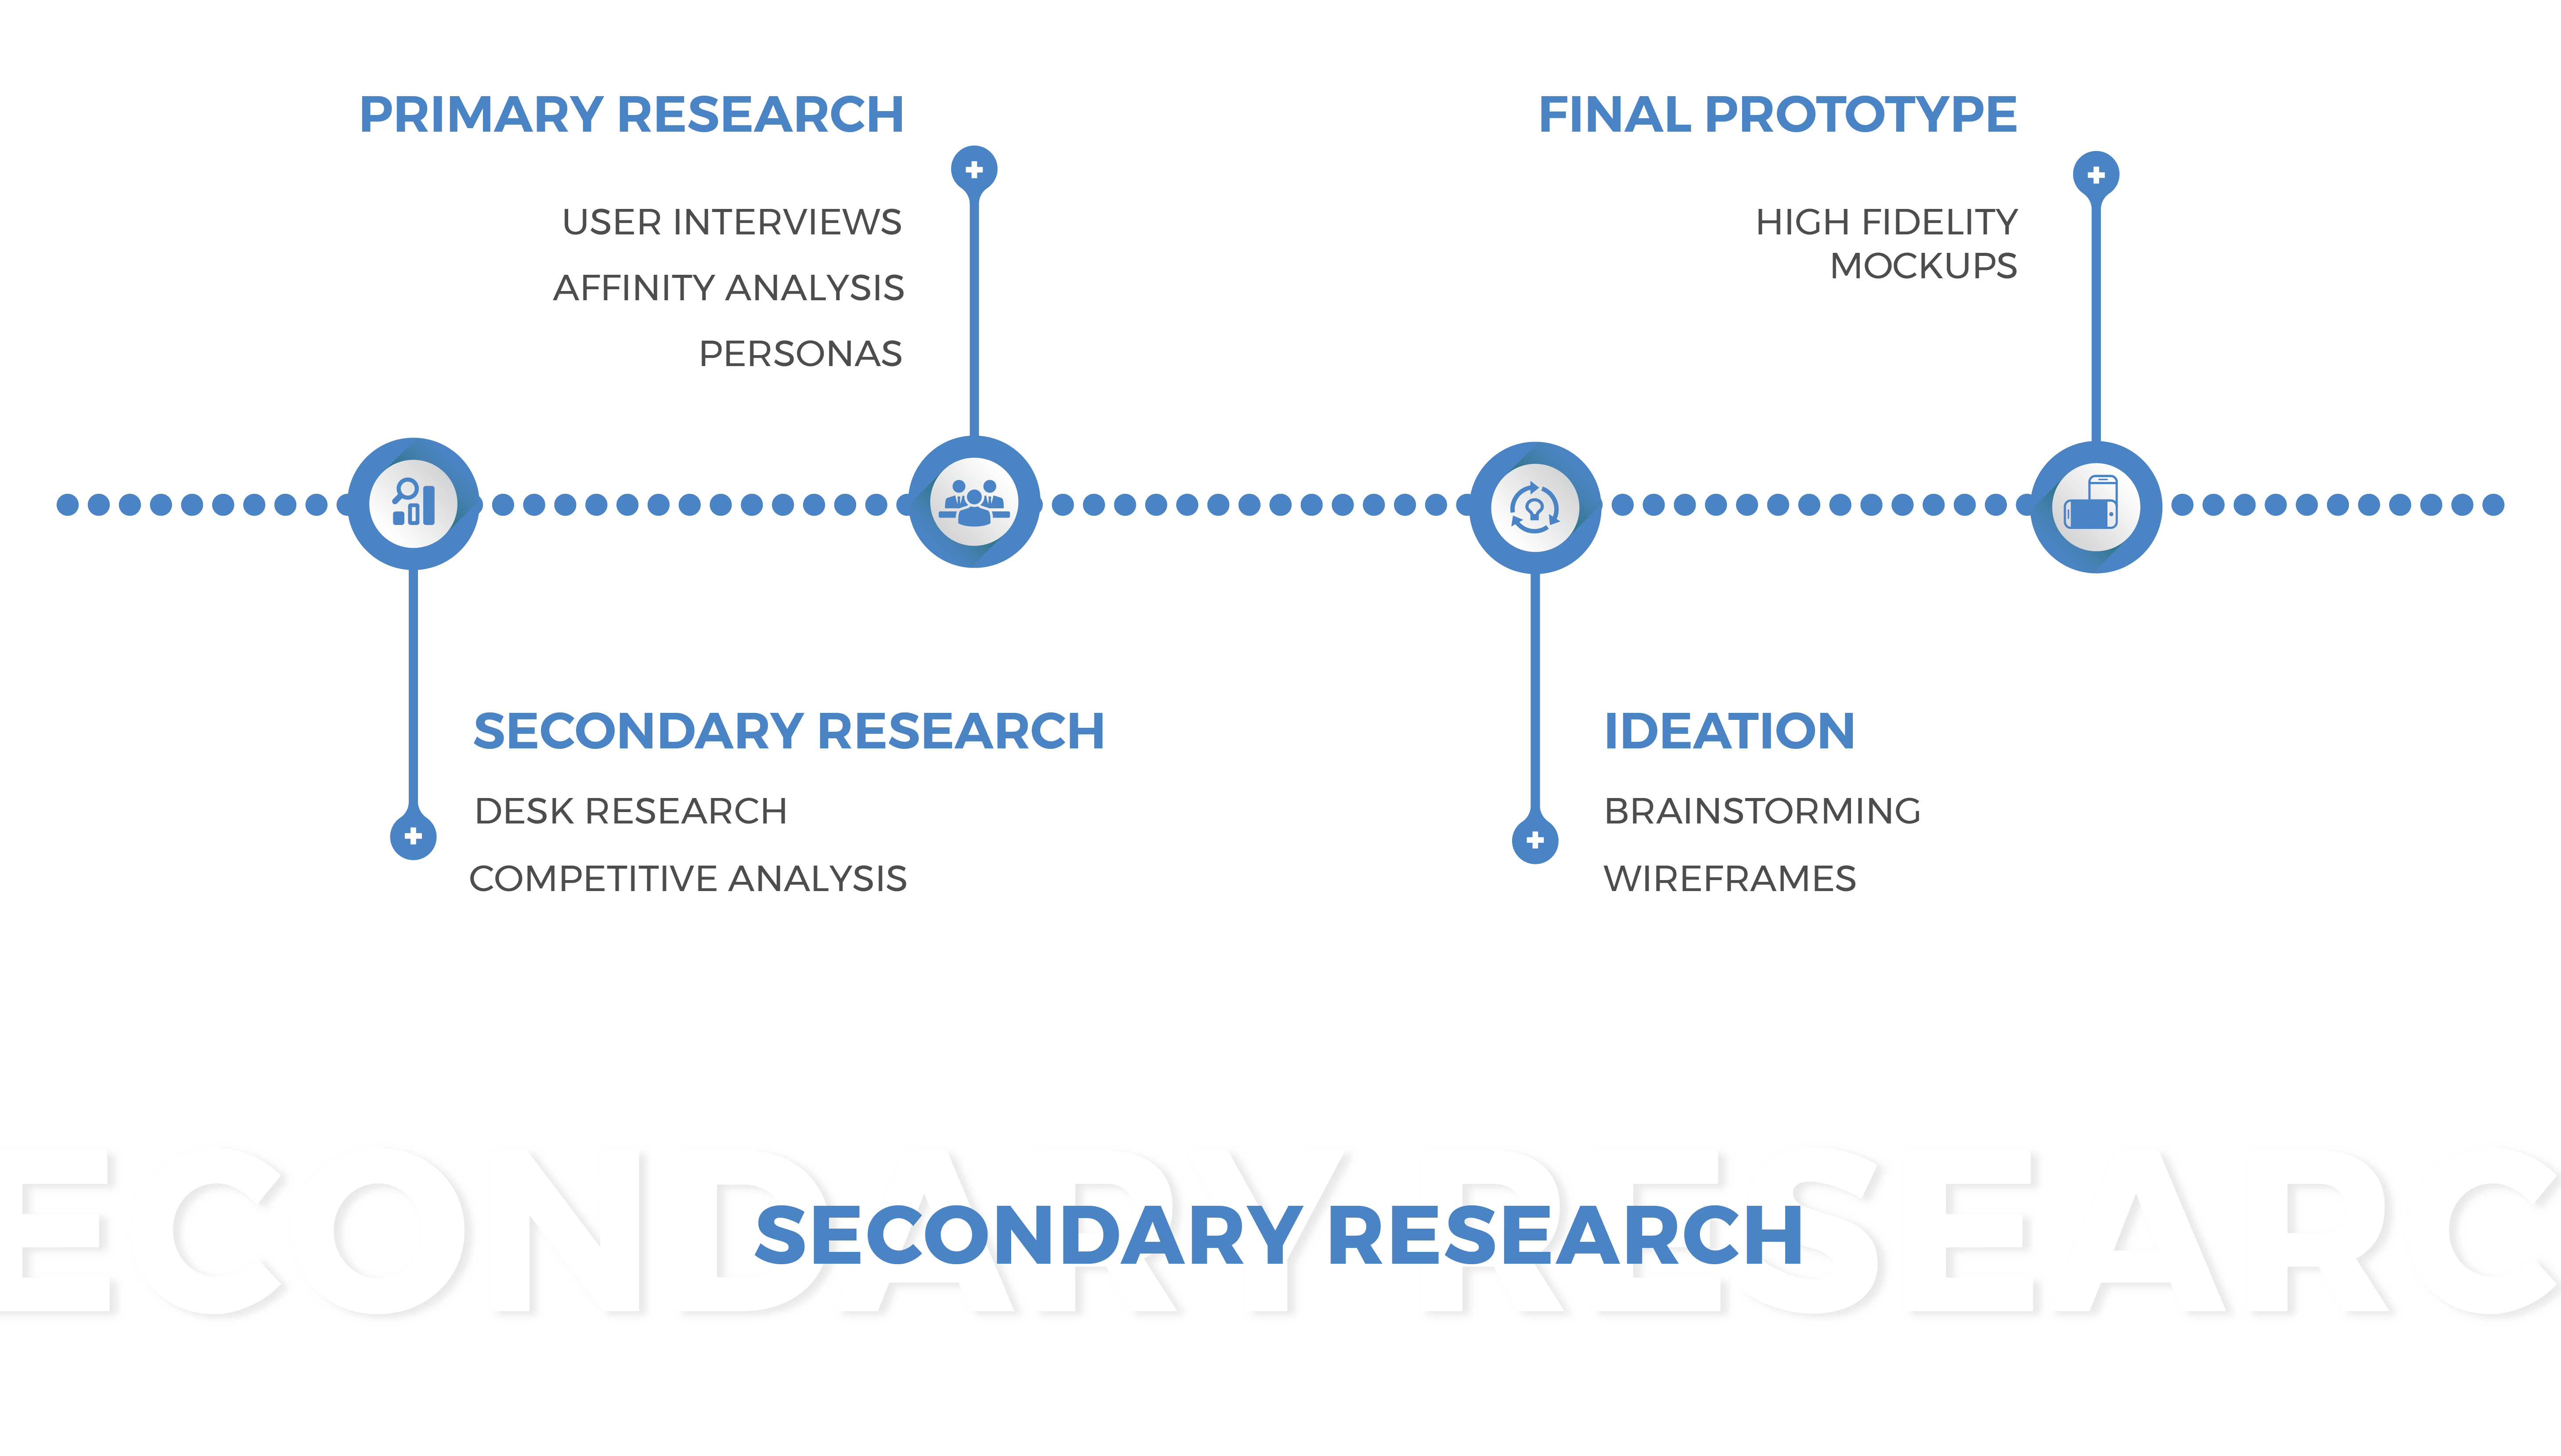 PRIMARY RESEARCH
USER INTERVIEWS
AFFINITY ANALYSIS
PERSONAS
FINAL PROTOTYPE
HIGH FIDELITY
MOCKUPS
SECONDARY RESEARCH
DESK RESEARCH
COMPETITIVE ANALYSIS
IDEATION
BRAINSTORMING
WIREFRAMES
ECONDARY RESEARC
SECONDARY RESEARCH